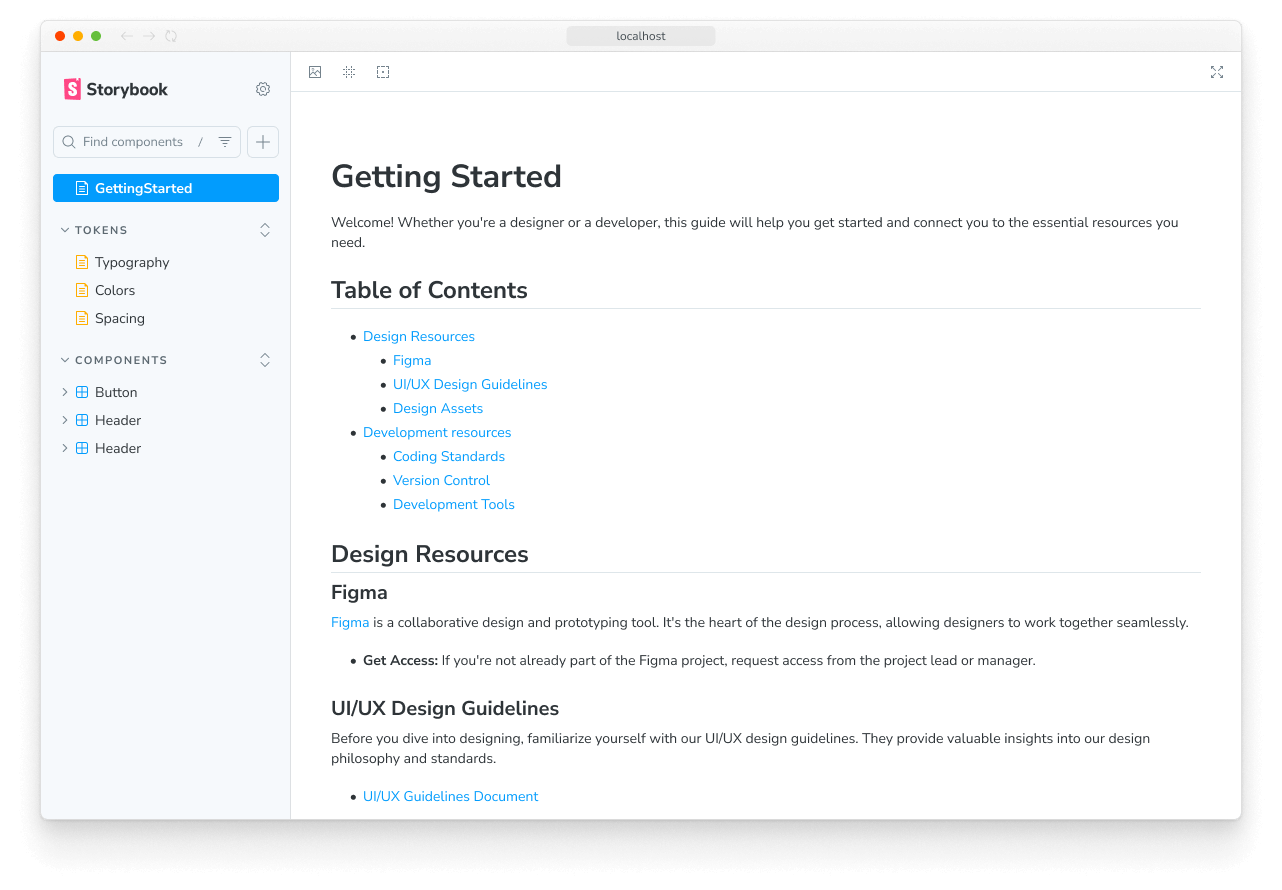 localhost
Storybook
Find components /
GettingStarted
TOKENS
Typography
Colors
Spacing
COMPONENTS
Button
Header
Header
Getting Started
Welcome! Whether you're a designer or a developer, this guide will help you get started and connect you to the essential resources you
need.
Table of Contents
Design Resources
Figma
UI/UX Design Guidelines
Design Assets
Development resources
Coding Standards
Version Control
Development Tools
Design Resources
Figma
Figma is a collaborative design and prototyping tool. It's the heart of the design process, allowing designers to work together seamlessly.
Get Access: If you're not already part of the Figma project, request access from the project lead or manager.
UI/UX Design Guidelines
Before you dive into designing, familiarize yourself with our UI/UX design guidelines. They provide valuable insights into our design
philosophy and standards.
UI/UX Guidelines Document